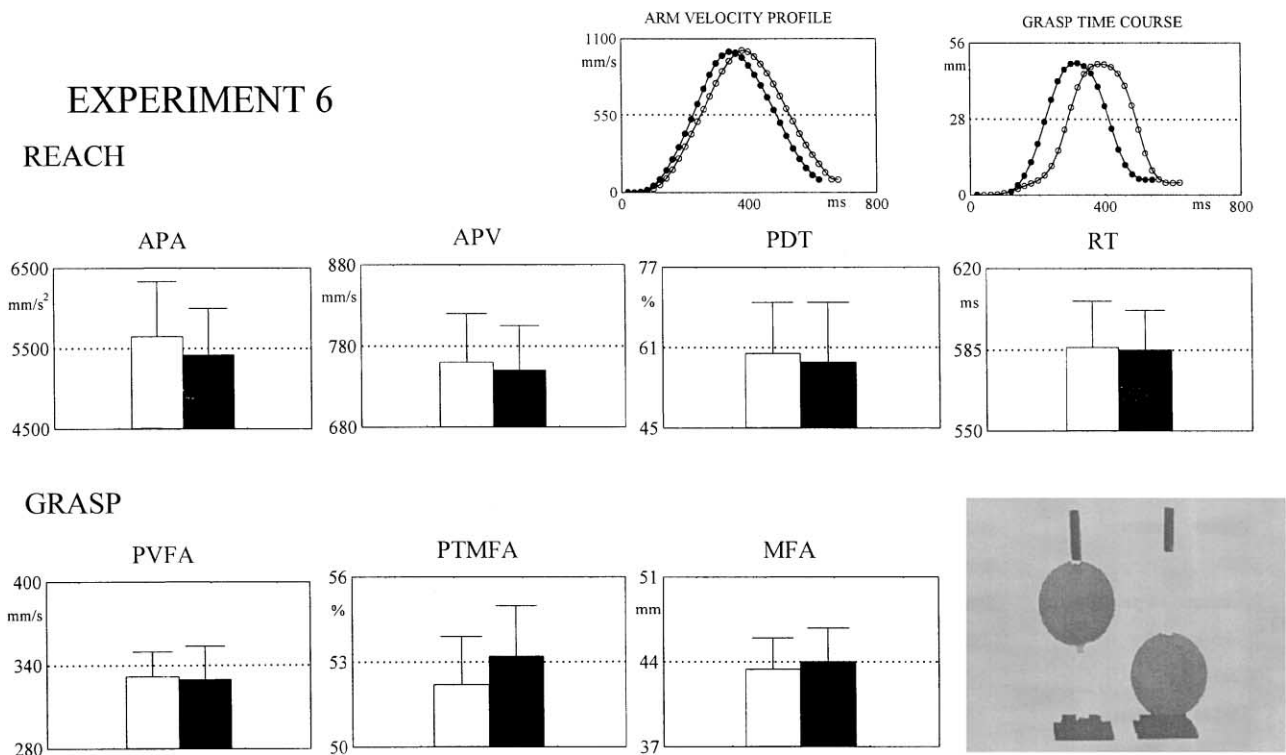 ARM VELOCITY PROFILE
GRASP TIME COURSE
1100
mm/s
550
0
0
400
ms
800
56
mm
28
0
0
400
ms
800
EXPERIMENT 6
REACH
APA
6500
mm/s²
5500
4500
APV
880
mm/s
780
680
PDT
77
%
61
45
RT
620
ms
585
550
GRASP
PVFA
400
mm/s
340
280
PTMFA
56
%
53
50
MFA
51
mm
44
37